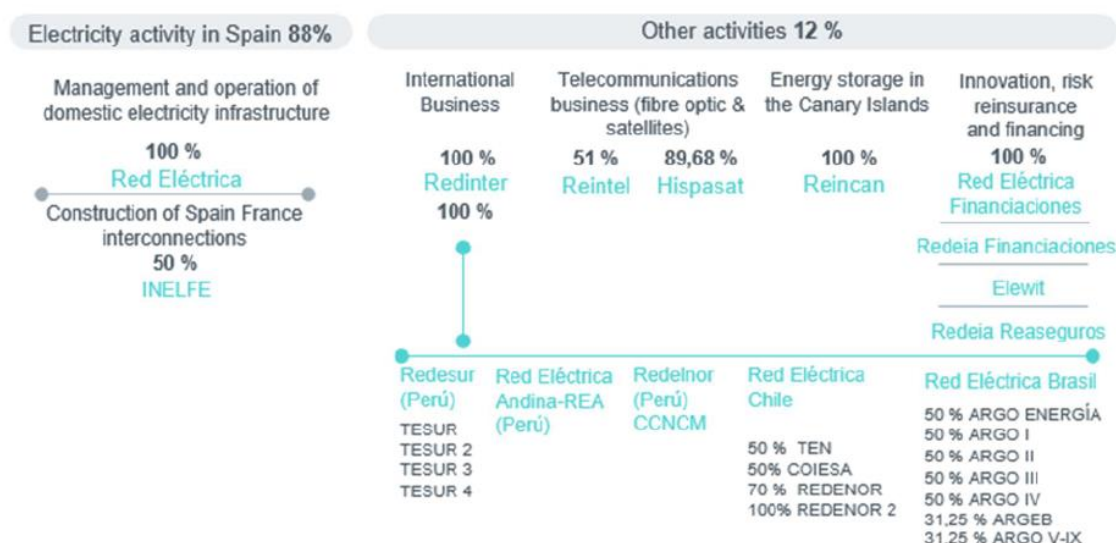 Electricity activity in Spain 88%
Management and operation of
domestic electricity infrastructure
100 %
Red Eléctrica
Construction of Spain France
interconnections
50 %
INELFE
Other activities 12 %
International
Business
100 %
Redinter
100 %
Telecommunications
business (fibre optic &
satellites)
51 %
Reintel
89,68 %
Hispasat
Energy storage in
the Canary Islands
100 %
Reincan
Innovation, risk
reinsurance
and financing
100 %
Red Eléctrica
Financiaciones
Redeia Financiaciones
Elewit
Redeia Reaseguros
Redesur
(Perú)
TESUR
TESUR 2
TESUR 3
TESUR 4
Red Eléctrica
Andina-REA
(Perú)
Redelnor
(Perú)
CCNCM
Red Eléctrica
Chile
50 % TEN
50% COIESA
70 % REDENOR
100% REDENOR 2
Red Eléctrica Brasil
50 % ARGO ENERGÍA
50 % ARGO I
50 % ARGO II
50 % ARGO III
50 % ARGO IV
31,25 % ARGEB
31,25 % ARGO V-IX